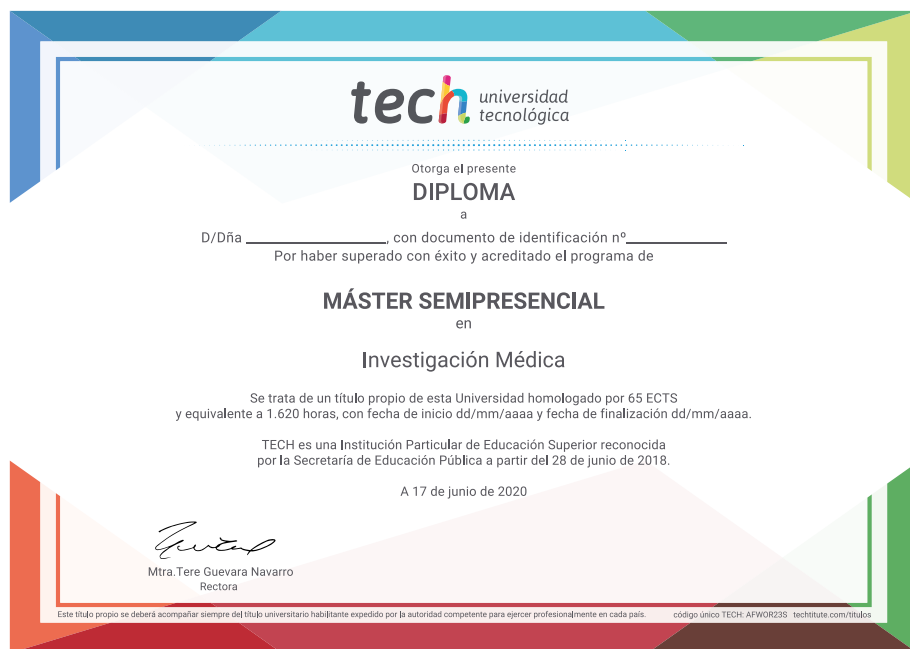 tech universidad
tecnológica
Otorga el presente
DIPLOMA
a
D/Dña ________________, con documento de identificación nº____________
Por haber superado con éxito y acreditado el programa de
MÁSTER SEMIPRESENCIAL
en
Investigación Médica
Se trata de un título propio de esta Universidad homologado por 65 ECTS
y equivalente a 1.620 horas, con fecha de inicio dd/mm/aaaa y fecha de finalización dd/mm/aaaa.
TECH es una Institución Particular de Educación Superior reconocida
por la Secretaría de Educación Pública a partir del 28 de junio de 2018.
A 17 de junio de 2020
Mtra.Tere Guevara Navarro
Rectora
Este título propio se deberá acompañar siempre del título universitario habilitante expedido por la autoridad competente para ejercer profesionalmente en cada país. código único TECH: AFWOR23S techtitute.com/titulos